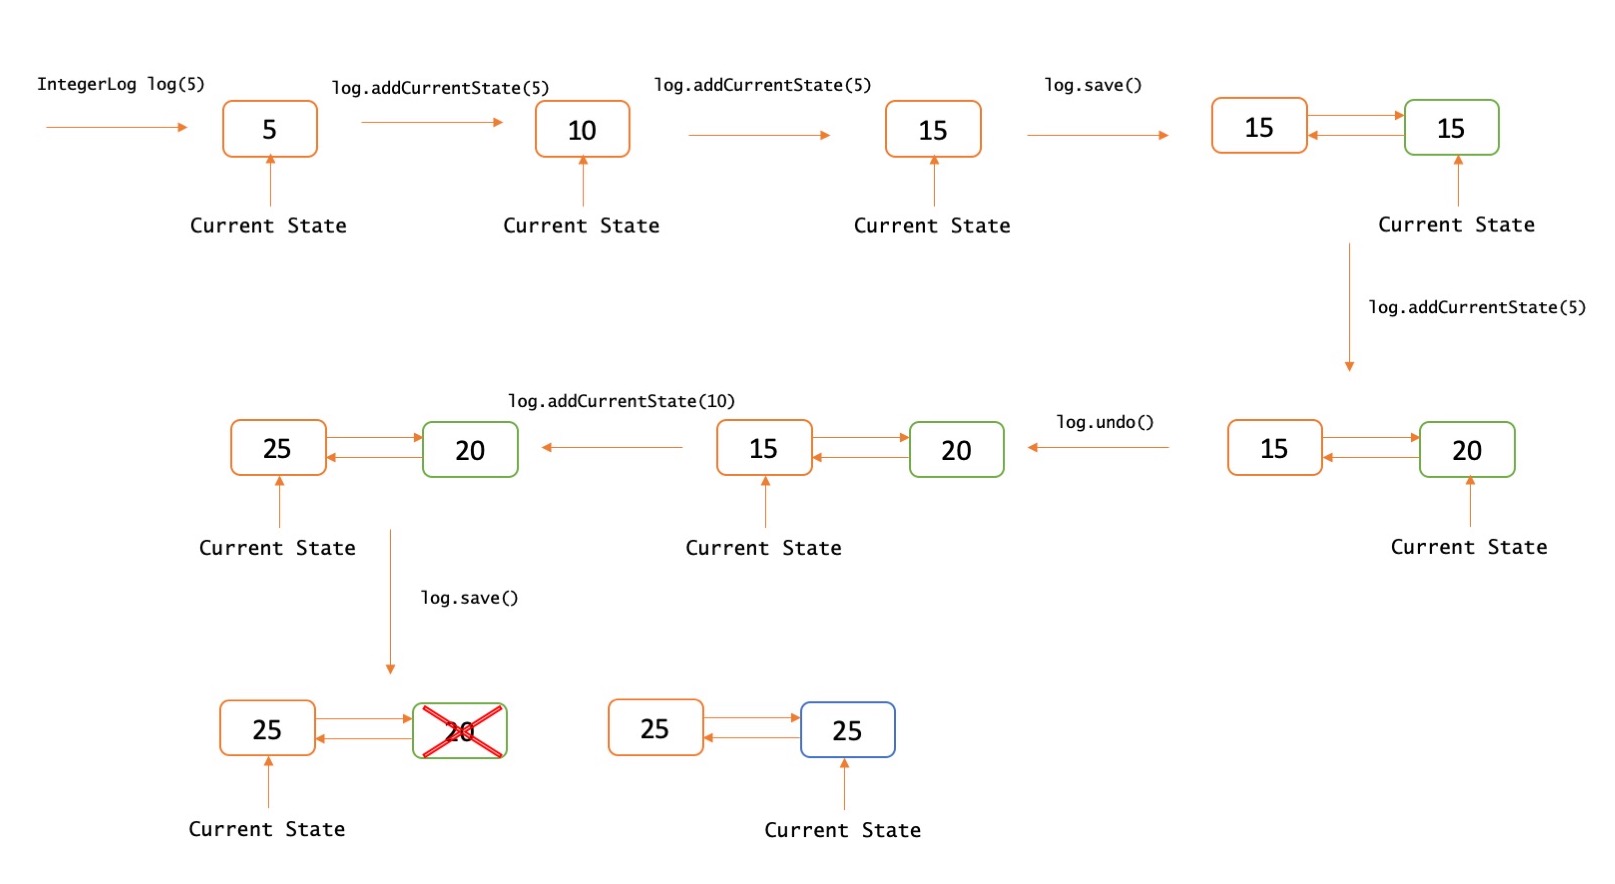 IntegerLog log(5)
log.addCurrentState(5)
log.addCurrentState(5)
log.save()
5
10
15
15
15
Current State
Current State
Current State
Current State
log.addCurrentState(5)
log.addCurrentState(10)
log.undo()
25
20
15
20
15
20
Current State
Current State
Current State
log.save()
25
20
25
25
Current State
Current State